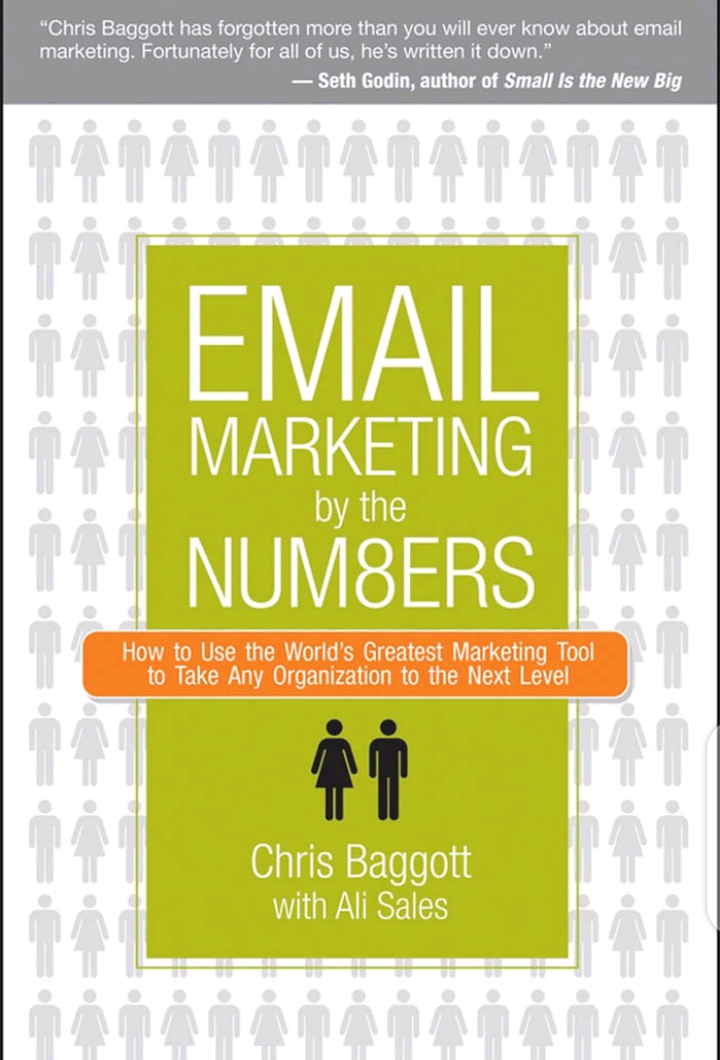 “Chris Baggott has forgotten more than you will ever know about email
marketing. Fortunately for all of us, he’s written it down.”
— Seth Godin, author of Small Is the New Big
EMAIL
MARKETING
by the
NUM8ERS
How to Use the World’s Greatest Marketing Tool
to Take Any Organization to the Next Level
Chris Baggott
with Ali Sales